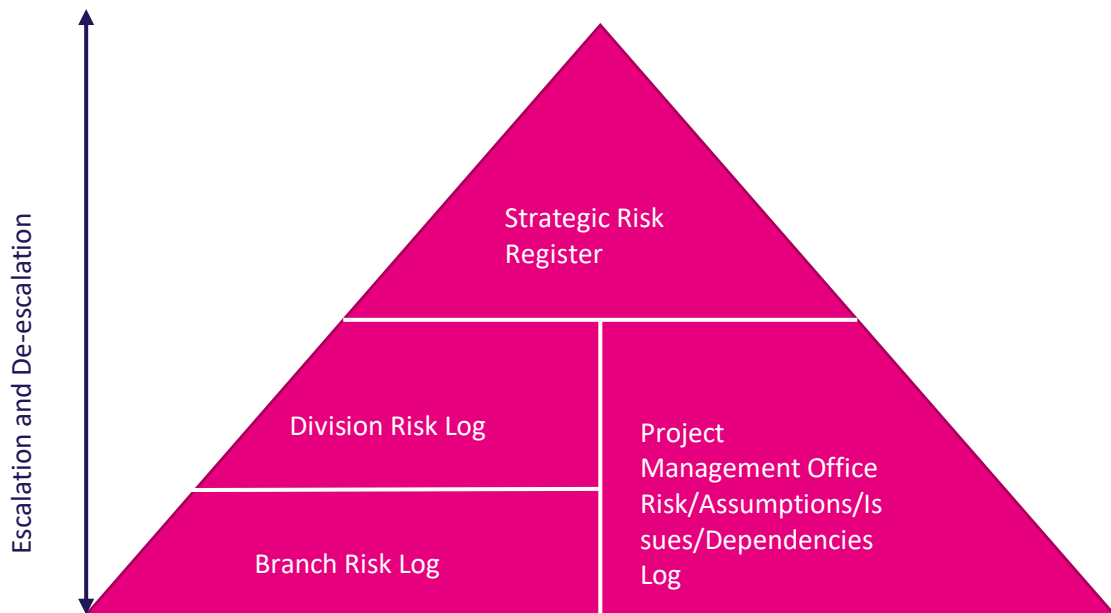 Escalation and De-escalation
Strategic Risk
Register
Division Risk Log
Branch Risk Log
Project
Management Office
Risk/Assumptions/Is
sues/Dependencies
Log